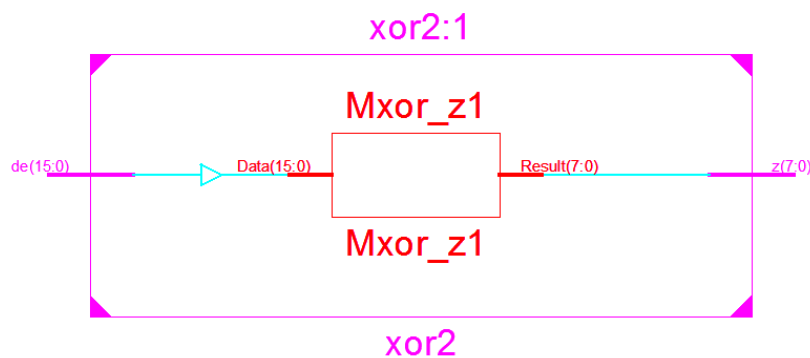 xor2:1
Mxor_z1
de(15:0)
Data(15:0)
Result(7:0)
z(7:0)
Mxor_z1
xor2